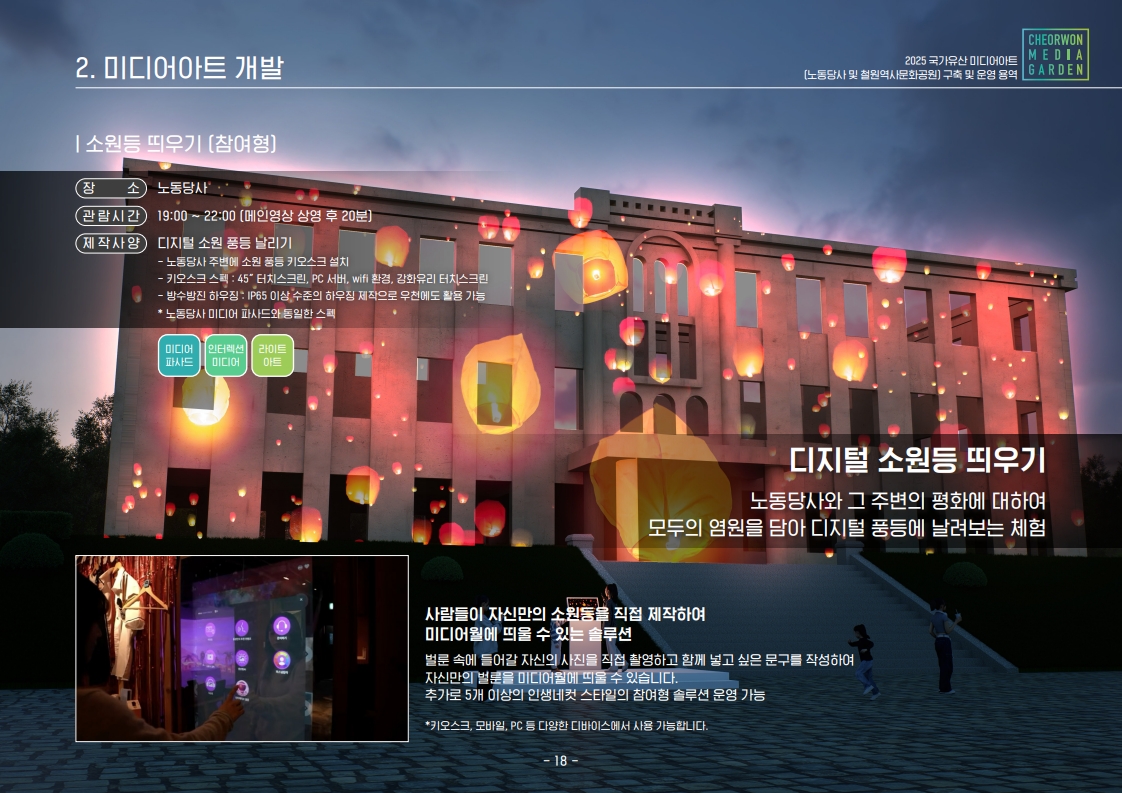 2. 미디어아트 개발
2025 국가유산 미디어아트
(노동당사 및 철원역사문화공원) 구축 및 운영 용역
CHEORWON
MEDIA
GARDEN
| 소원등 띄우기 (참여형)
장 소 노동당사
관람시간 19:00 ~ 22:00 (메인영상 상영 후 20분)
제작사양 디지털 소원 풍등 날리기
- 노동당사 주변에 소원 풍등 키오스크 설치
- 키오스크 스펙 : 45" 터치스크린, PC 서버, wifi 환경, 강화유리 터치스크린
- 방수방진 하우징 : IP65 이상 수준의 하우징 제작으로 우천에도 활용 가능
* 노동당사 미디어 파사드와 동일한 스펙
미디어 파사드
인터렉션 미디어
라이트 아트
디지털 소원등 띄우기
노동당사와 그 주변의 평화에 대하여
모두의 염원을 담아 디지털 풍등에 날려보는 체험
사람들이 자신만의 소원등을 직접 제작하여
미디어월에 띄울 수 있는 솔루션
벌룬 속에 들어갈 자신의 사진을 직접 촬영하고 함께 넣고 싶은 문구를 작성하여
자신만의 벌룬을 미디어월에 띄울 수 있습니다.
추가로 5개 이상의 인생네컷 스타일의 참여형 솔루션 운영 가능
*키오스크, 모바일, PC 등 다양한 디바이스에서 사용 가능합니다.
- 18 -